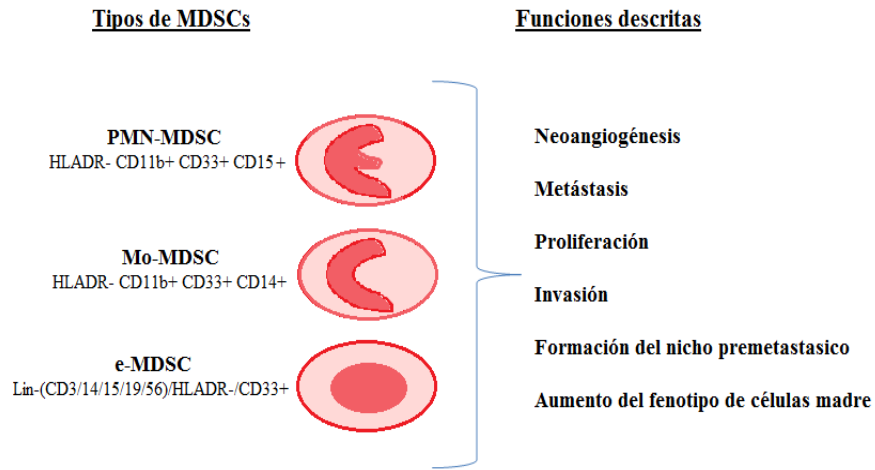 Tipos de MDSCs
Funciones descritas
PMN-MDSC
HLADR- CD11b+ CD33+ CD15+
Mo-MDSC
HLADR- CD11b+ CD33+ CD14+
e-MDSC
Lin-(CD3/14/15/19/56)/HLADR-/CD33+
Neoangiogénesis
Metástasis
Proliferación
Invasión
Formación del nicho premetastasico
Aumento del fenotipo de células madre